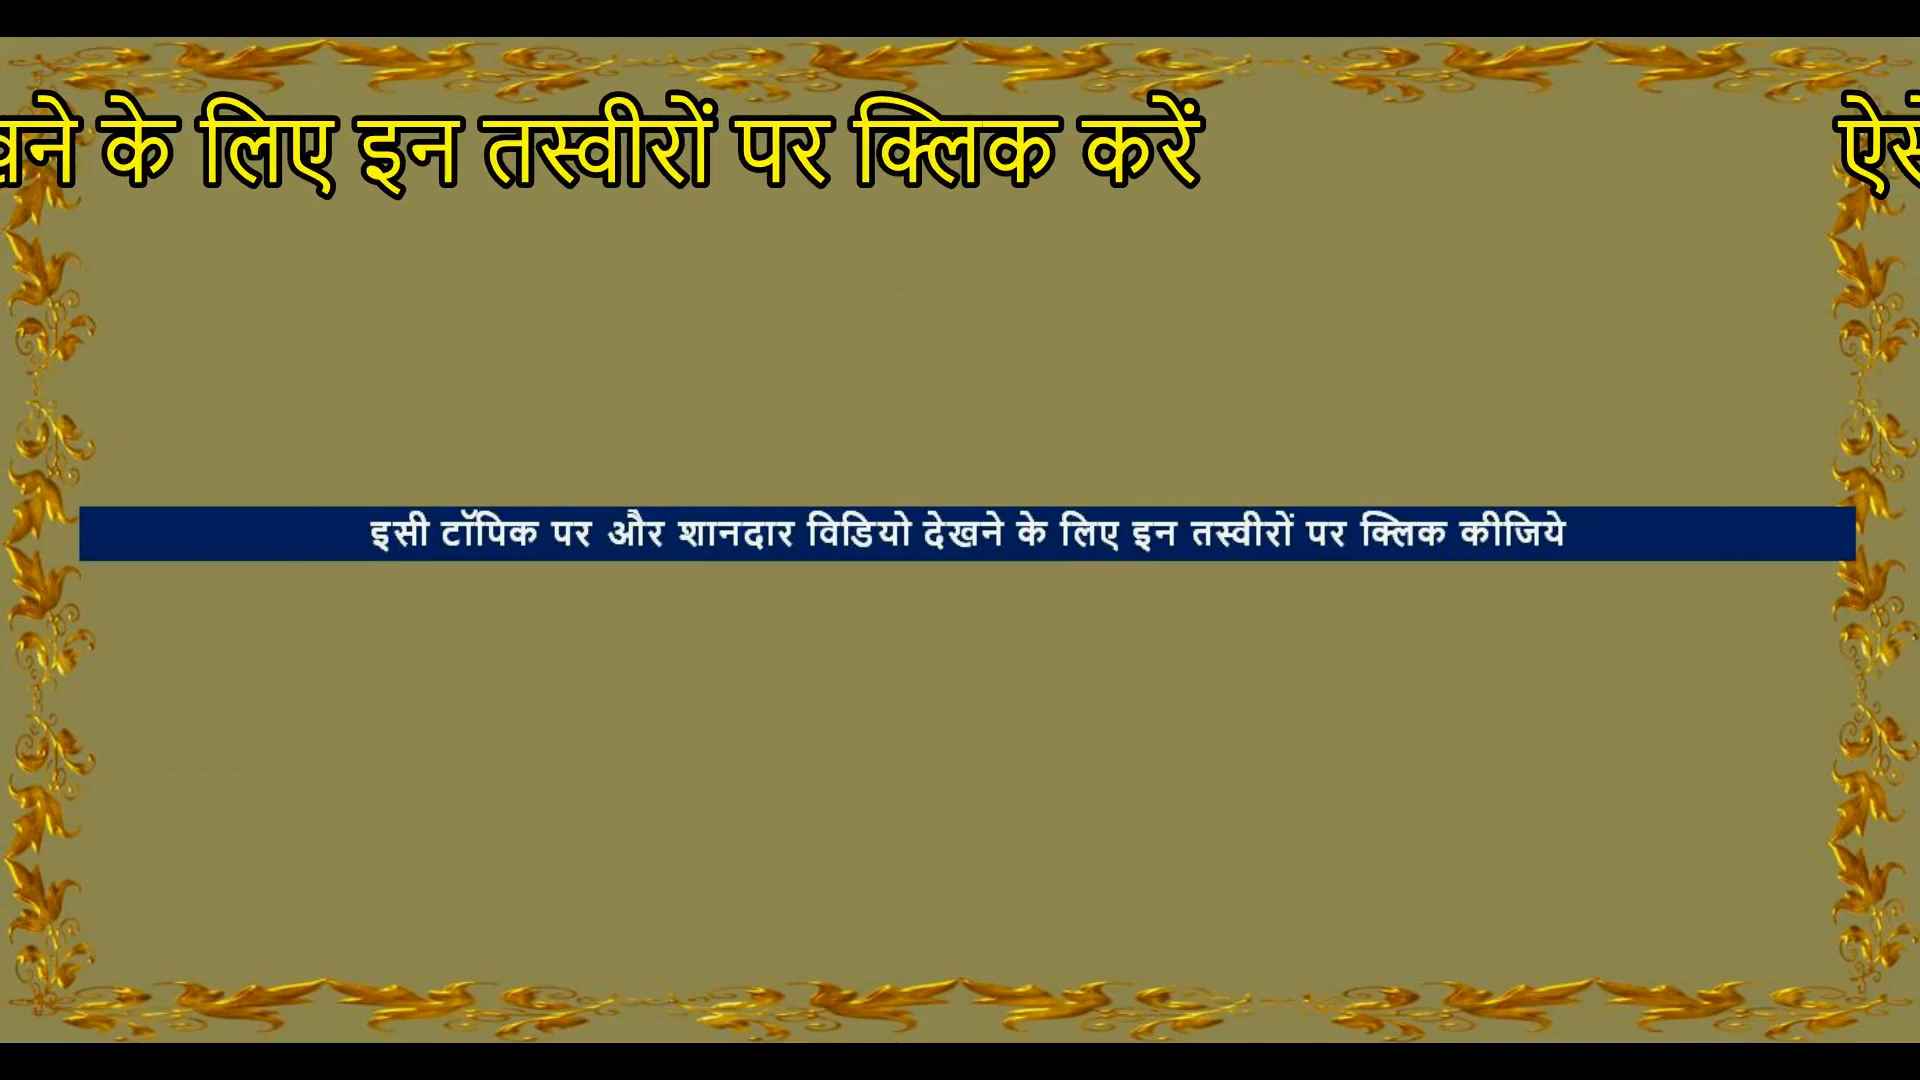 के लिए इन तस्वीरों पर क्लिक करें
इसी टॉपिक पर और शानदार विडियो देखने के लिए इन तस्वीरों पर क्लिक कीजिये